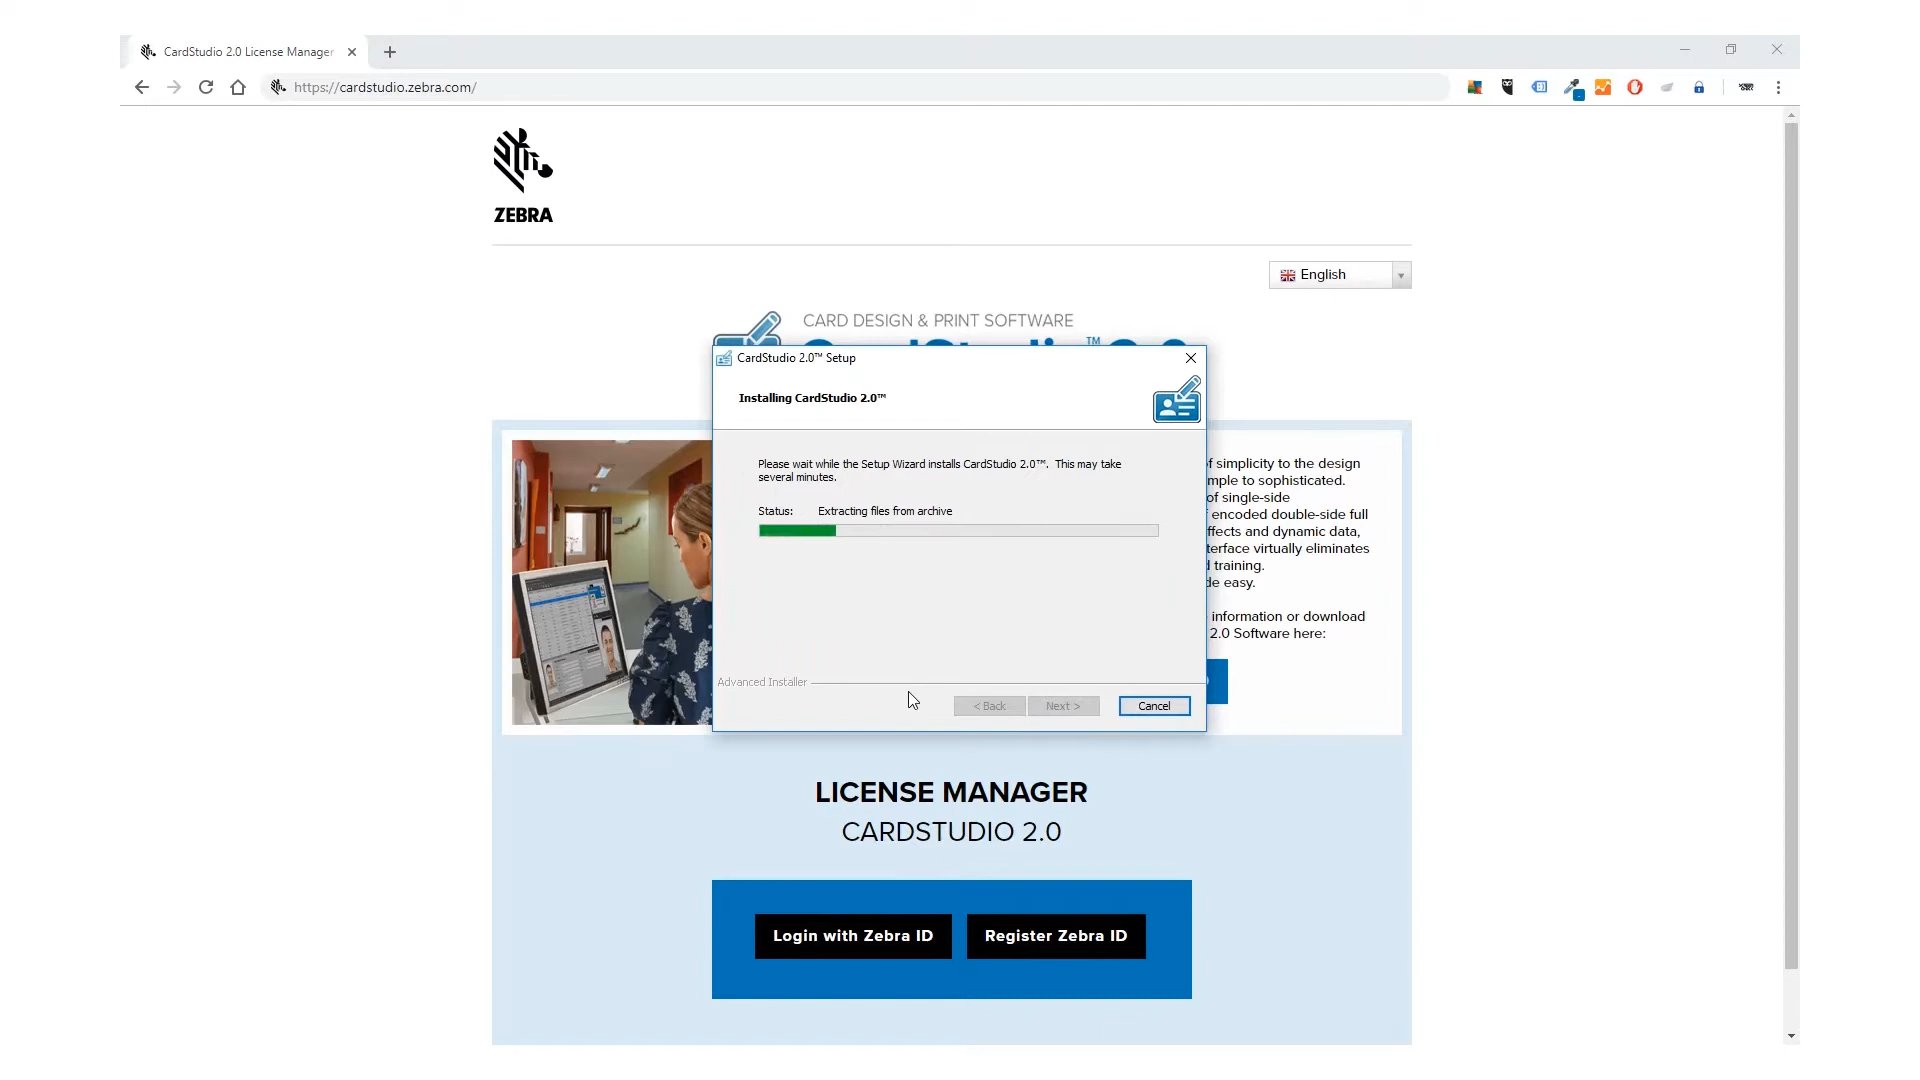 CardStudio 2.0 License Manager
https://cardstudio.zebra.com/
ZEBRA
English
CARD DESIGN & PRINT SOFTWARE
TM
CardStudio 2.0™ Setup
Installing CardStudio 2.0™
Please wait while the Setup Wizard installs CardStudio 2.0™. This may take
several minutes.
Status: Extracting files from archive
Advanced Installer
< Back
Next >
Cancel
of simplicity to the design
mple to sophisticated.
of single-side
encoded double-side full
ffects and dynamic data,
terface virtually eliminates
training.
de easy.
information or download
2.0 Software here:
LICENSE MANAGER
CARDSTUDIO 2.0
Login with Zebra ID
Register Zebra ID